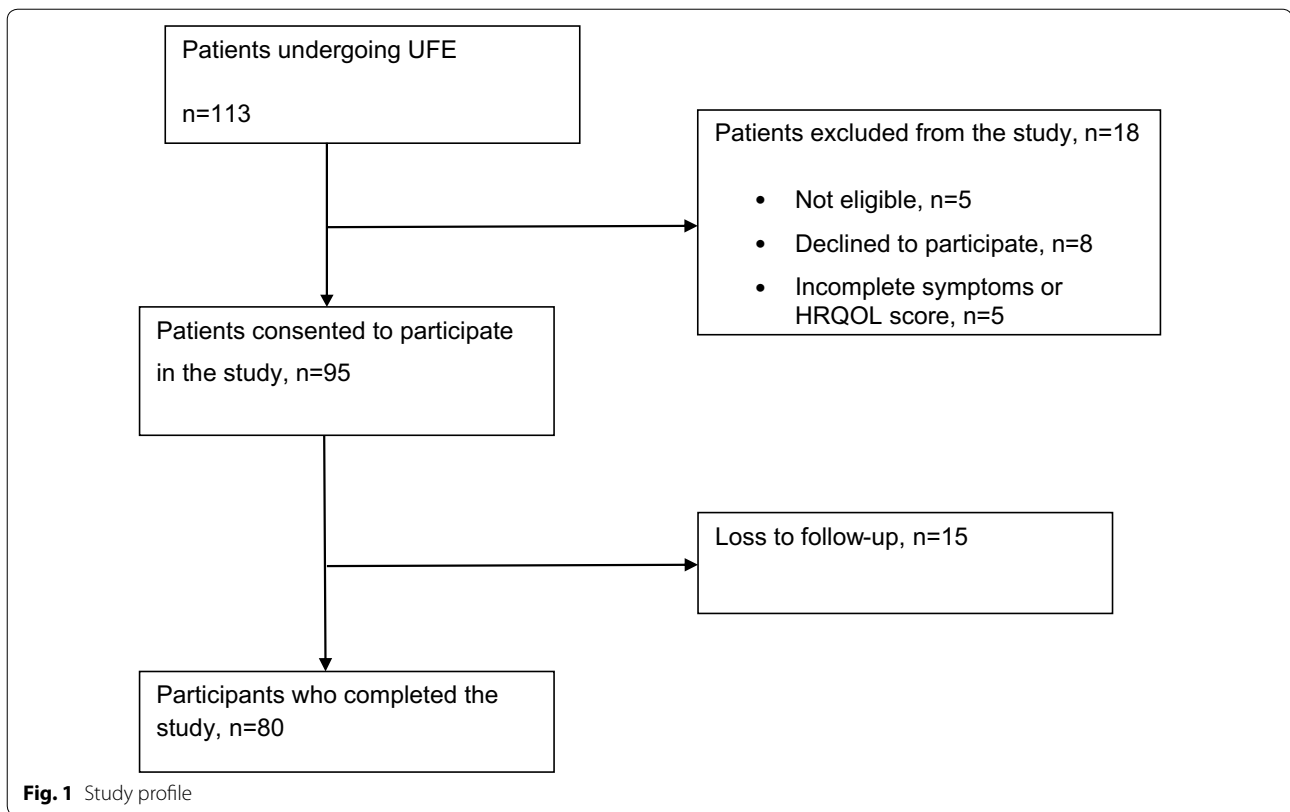 Patients undergoing UFE
n=113
Patients excluded from the study, n=18
• Not eligible, n=5
• Declined to participate, n=8
• Incomplete symptoms or
HRQOL score, n=5
Patients consented to participate
in the study, n=95
Loss to follow-up, n=15
Participants who completed the
study, n=80
Fig. 1 Study profile